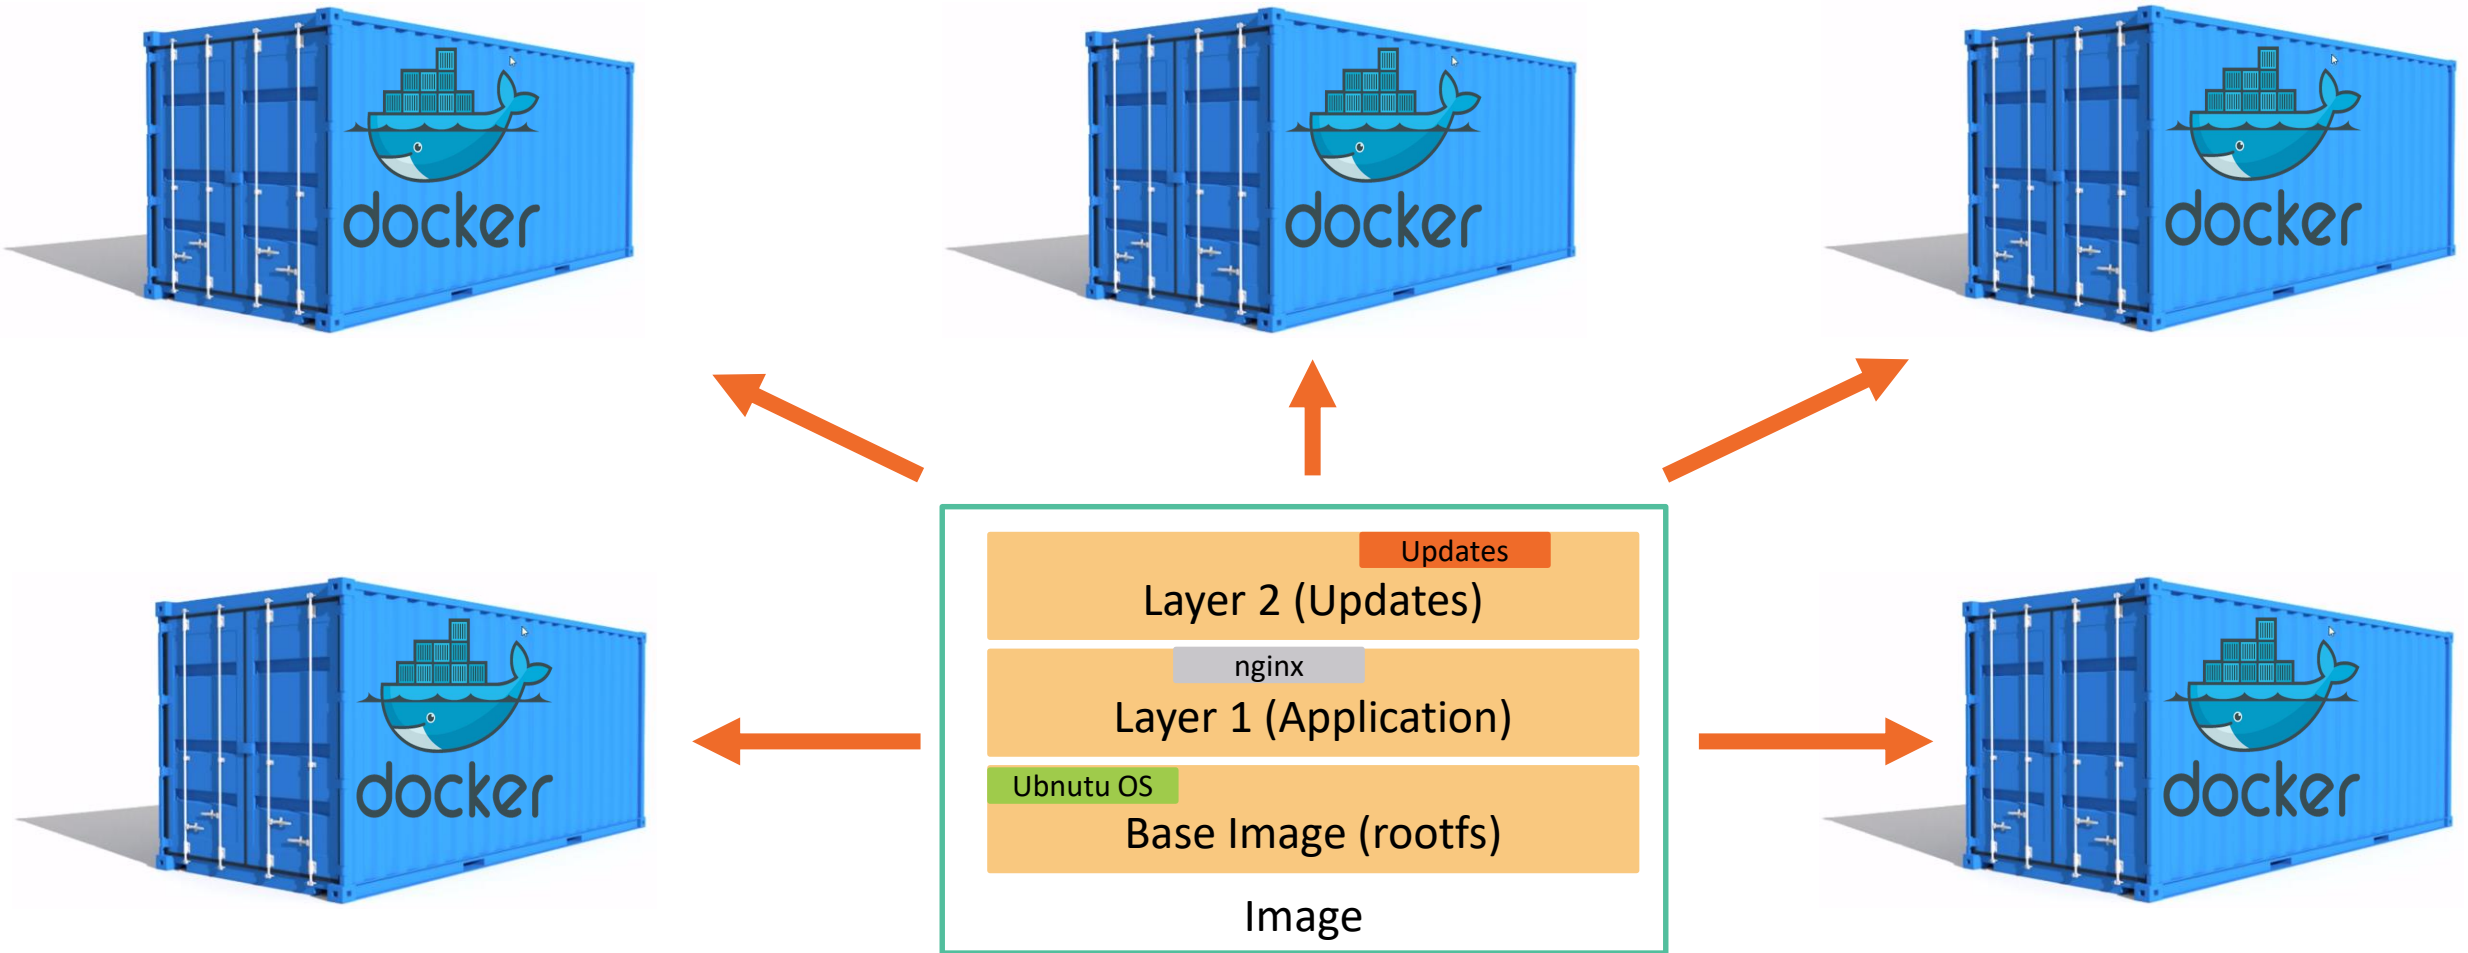 docker
docker
docker
Updates
Layer 2 (Updates)
nginx
Layer 1 (Application)
Ubnutu OS
Base Image (rootfs)
Image
docker
docker